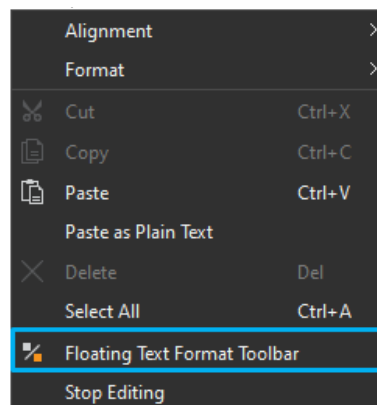 Alignment
Format
Cut Ctrl+X
Copy Ctrl+C
Paste Ctrl+V
Paste as Plain Text
Delete Del
Select All Ctrl+A
Floating Text Format Toolbar
Stop Editing